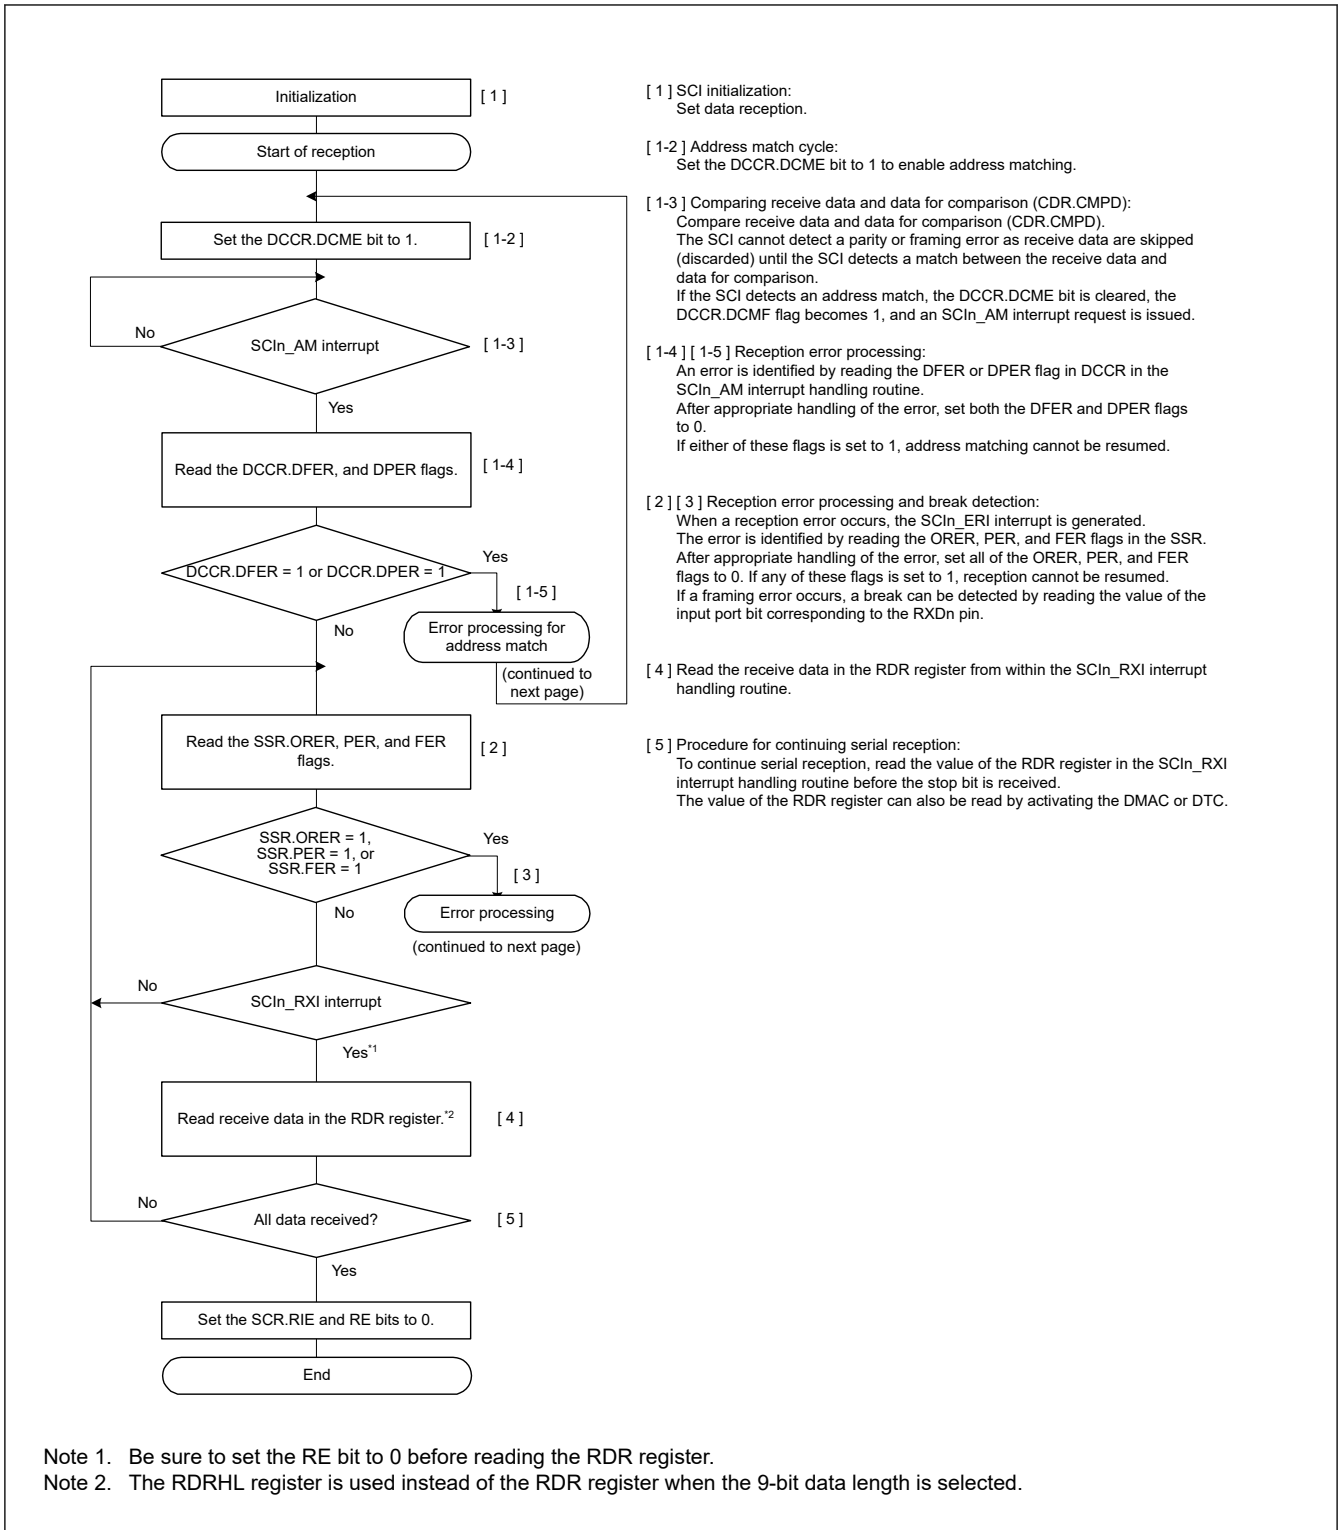 Initialization
[ 1 ]
Start of reception
Set the DCCR.DCME bit to 1.
[ 1-2 ]
No
SCIn_AM interrupt
[ 1-3 ]
Yes
Read the DCCR.DFER, and DPER flags.
[ 1-4 ]
DCCR.DFER = 1 or DCCR.DPER = 1
Yes
[ 1-5 ]
No
Error processing for
address match
(continued to
next page)
Read the SSR.ORER, PER, and FER
flags.
[ 2 ]
SSR.ORER = 1,
SSR.PER = 1, or
SSR.FER = 1
Yes
[ 3 ]
No
Error processing
(continued to next page)
No
SCIn_RXI interrupt
Yes*1
Read receive data in the RDR register.*2
[ 4 ]
No
All data received?
[ 5 ]
Yes
Set the SCR.RIE and RE bits to 0.
End
[ 1 ] SCI initialization:
Set data reception.
[ 1-2 ] Address match cycle:
Set the DCCR.DCME bit to 1 to enable address matching.
[ 1-3 ] Comparing receive data and data for comparison (CDR.CMPD):
Compare receive data and data for comparison (CDR.CMPD).
The SCI cannot detect a parity or framing error as receive data are skipped
(discarded) until the SCI detects a match between the receive data and
data for comparison.
If the SCI detects an address match, the DCCR.DCME bit is cleared, the
DCCR.DCMF flag becomes 1, and an SCIn_AM interrupt request is issued.
[ 1-4 ] [ 1-5 ] Reception error processing:
An error is identified by reading the DFER or DPER flag in DCCR in the
SCIn_AM interrupt handling routine.
After appropriate handling of the error, set both the DFER and DPER flags
to 0.
If either of these flags is set to 1, address matching cannot be resumed.
[ 2 ] [ 3 ] Reception error processing and break detection:
When a reception error occurs, the SCIn_ERI interrupt is generated.
The error is identified by reading the ORER, PER, and FER flags in the SSR.
After appropriate handling of the error, set all of the ORER, PER, and FER
flags to 0. If any of these flags is set to 1, reception cannot be resumed.
If a framing error occurs, a break can be detected by reading the value of the
input port bit corresponding to the RXDn pin.
[ 4 ] Read the receive data in the RDR register from within the SCIn_RXI interrupt
handling routine.
[ 5 ] Procedure for continuing serial reception:
To continue serial reception, read the value of the RDR register in the SCIn_RXI
interrupt handling routine before the stop bit is received.
The value of the RDR register can also be read by activating the DMAC or DTC.
Note 1. Be sure to set the RE bit to 0 before reading the RDR register.
Note 2. The RDRHL register is used instead of the RDR register when the 9-bit data length is selected.